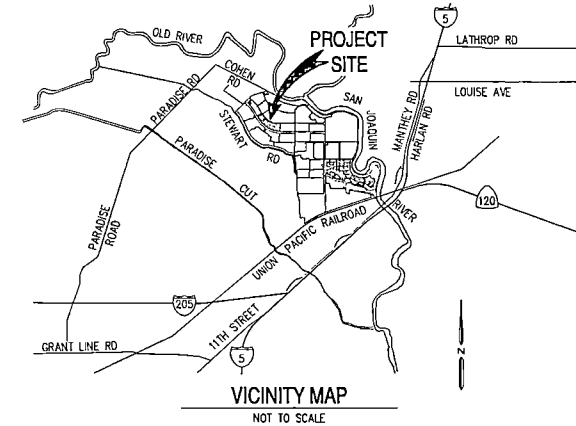 5
OLD RIVER
PROJECT
SITE
LATHROP RD
COHEN
RD
LOUISE AVE
PARADISE RD
SAN
JOAQUIN
RIVER
MANTHEY RD
HARLAN RD
STEWART
RD
PARADISE
CUT
120
PARADISE
ROAD
UNION PACIFIC RAILROAD
205
11TH STREET
GRANT LINE RD
5
N
VICINITY MAP
NOT TO SCALE